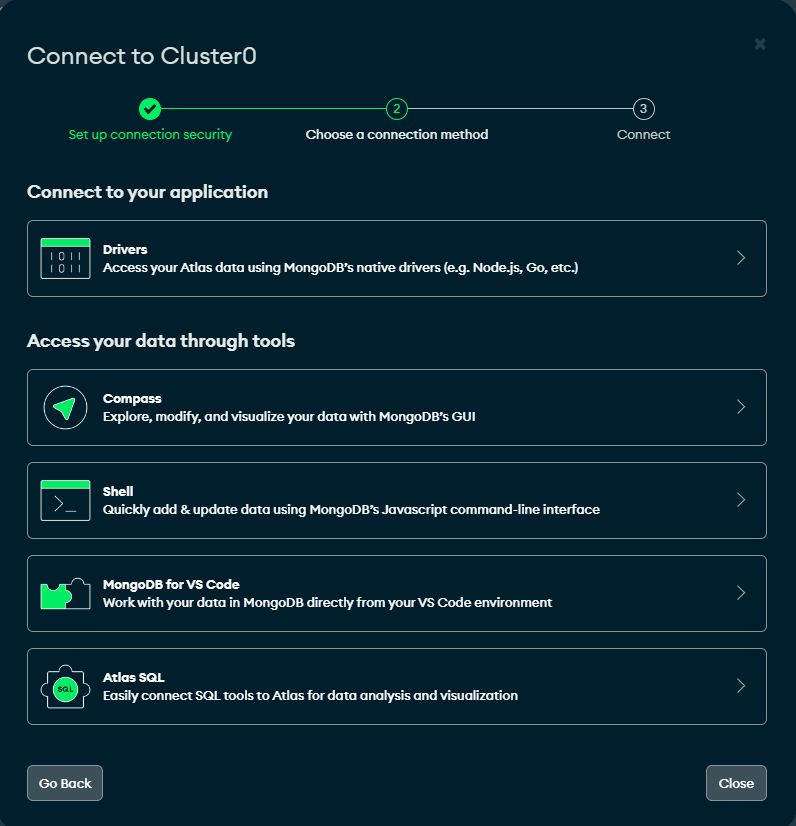 Connect to Cluster0
2
3
Set up connection security
Choose a connection method
Connect
Connect to your application
1011
1011
Drivers
Access your Atlas data using MongoDB's native drivers (e.g. Node.js, Go, etc.)
Access your data through tools
Compass
Explore, modify, and visualize your data with MongoDB's GUI
>_
Shell
Quickly add & update data using MongoDB's Javascript command-line interface
MongoDB for VS Code
Work with your data in MongoDB directly from your VS Code environment
SQL
Atlas SQL
Easily connect SQL tools to Atlas for data analysis and visualization
Go Back
Close